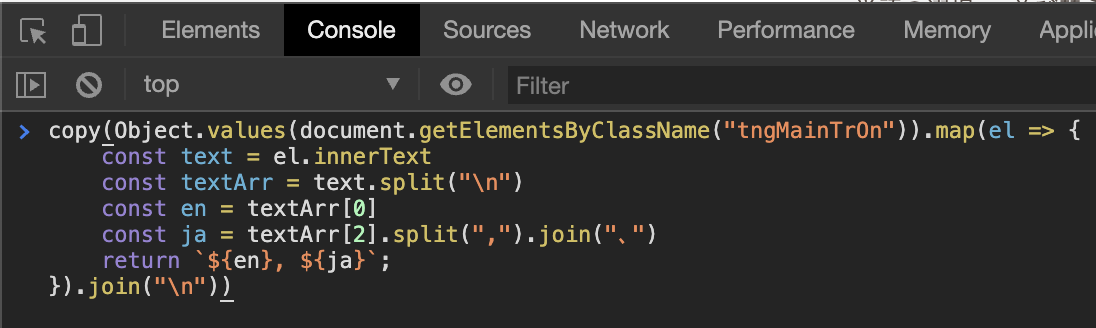 Elements Console Sources Network Performance Memory Appli
top Filter
copy(Object.values(document.getElementsByClassName("tngMainTrOn")).map(el => {
    const text = el.innerText
    const textArr = text.split("\n")
    const en = textArr[0]
    const ja = textArr[2].split(",").join("、")
    return `${en}, ${ja}`;
}).join("\n"))